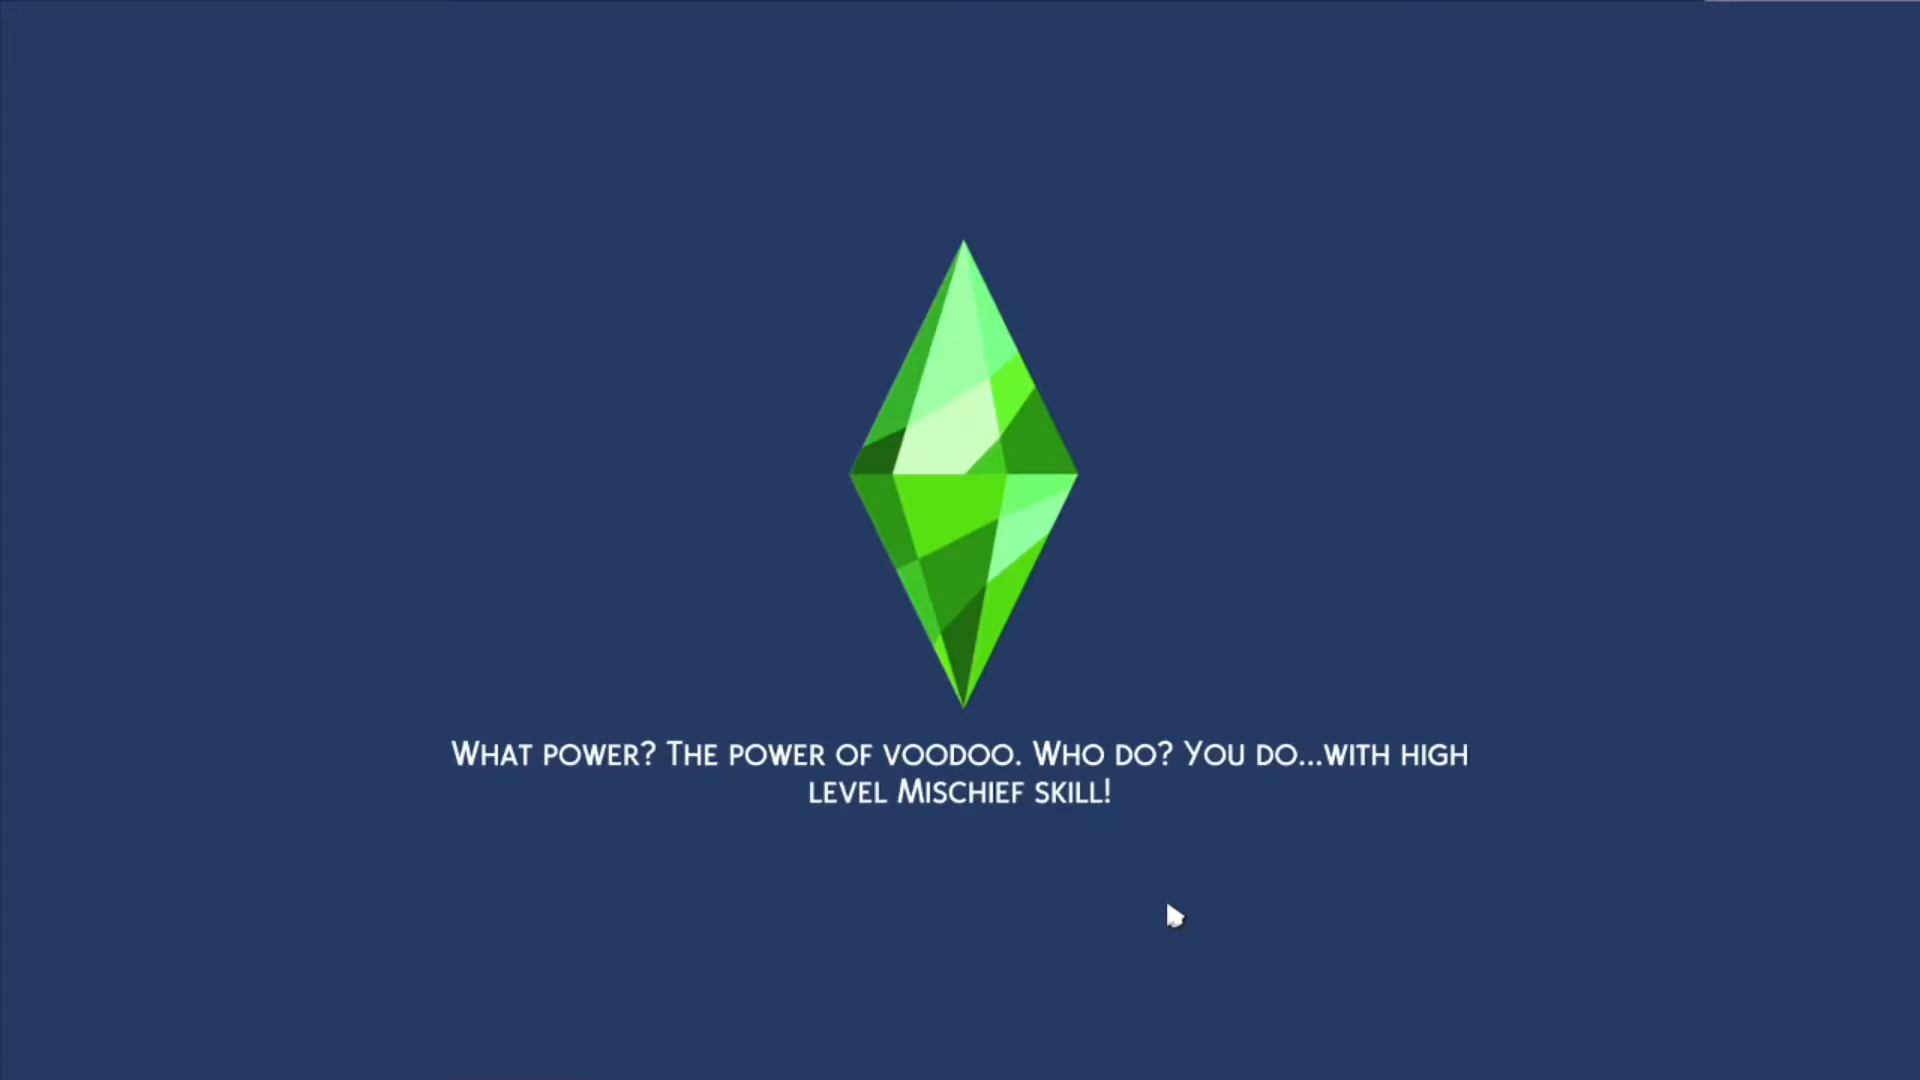 What power? The power of voodoo. Who do? You do...with high
level Mischief skill!